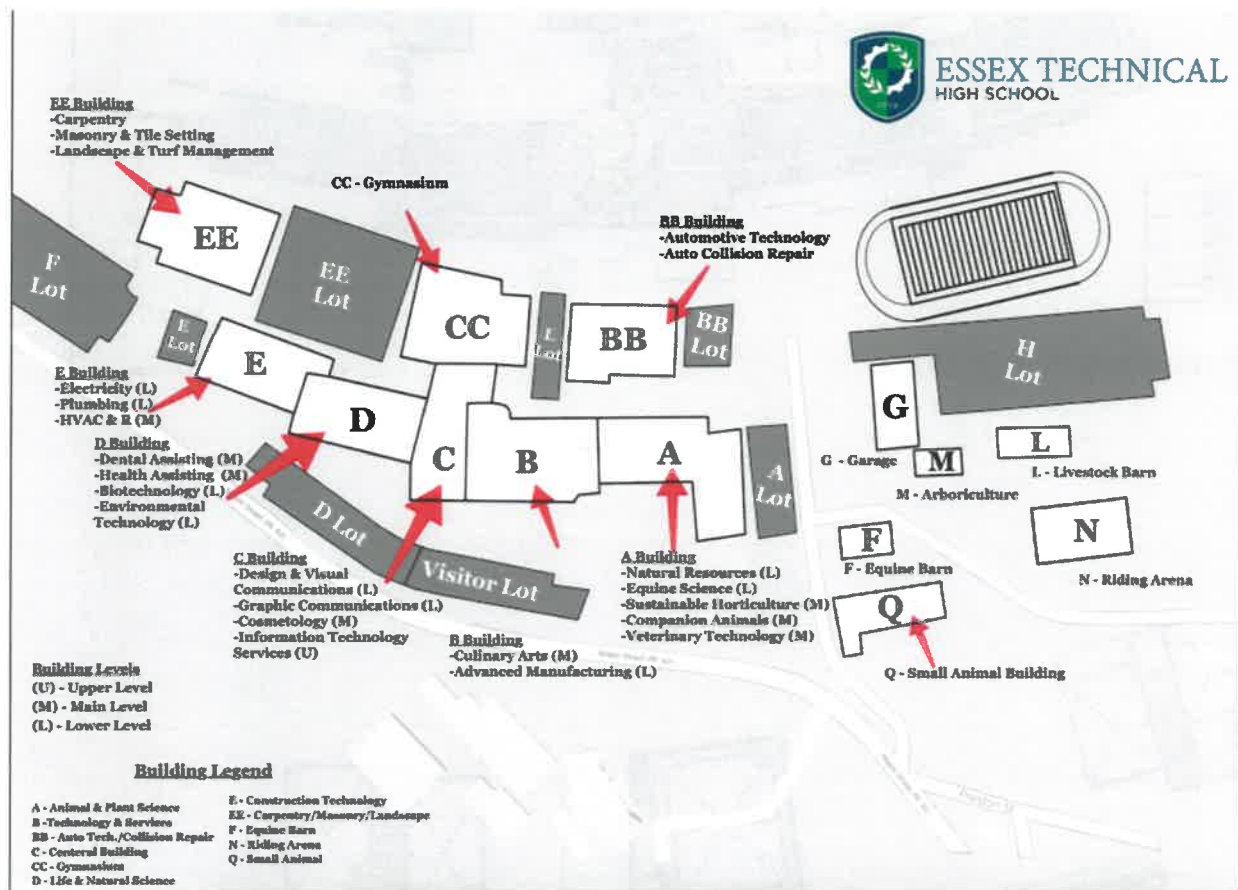 ESSEX TECHNICAL
HIGH SCHOOL
EE Building
-Carpentry
-Masonry & Tile Setting
-Landscape & Turf Management
CC - Gymnasium
BB Building
-Automotive Technology
-Auto Collision Repair
EE
F
Lot
EE
Lot
CC
L
Lot
BB
BB
Lot
E
Lot
E
H
Lot
G
E Building
-Electricity (L)
-Plumbing (L)
-HVAC & R (M)
D
C
B
A
A
Lot
G - Garage
M
L
L - Livestock Barn
M - Arboriculture
D Building
-Dental Assisting (M)
-Health Assisting (M)
-Biotechnology (L)
-Environmental
Technology (L)
D Lot
Visitor Lot
F
F - Equine Barn
N
N - Riding Arena
C Building
-Design & Visual
Communications (L)
-Graphic Communications (L)
-Cosmetology (M)
-Information Technology
Services (U)
B Building
-Culinary Arts (M)
-Advanced Manufacturing (L)
A Building
-Natural Resources (L)
-Equine Science (L)
-Sustainable Horticulture (M)
-Companion Animals (M)
-Veterinary Technology (M)
Q
Q - Small Animal Building
Building Levels
(U) - Upper Level
(M) - Main Level
(L) - Lower Level
Building Legend
A - Animal & Plant Science
B -Technology & Services
BB - Auto Tech./Collision Repair
C - Centeral Building
CC - Gymnasium
D - Life & Natural Science
E - Construction Technology
EE - Carpentry/Masonry/Landscape
F - Equine Barn
N - Riding Arena
Q - Small Animal